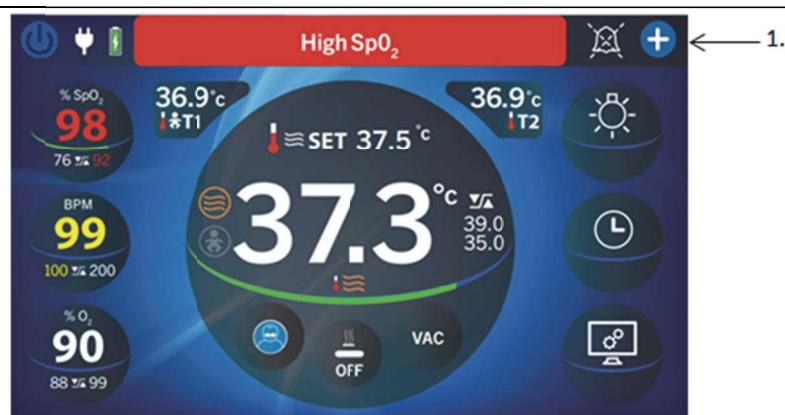 High Sp0₂
1.
% SpO₂
98
76 92
36.9°c
T1
36.9°c
T2
SET 37.5 °c
37.3 °c
39.0
35.0
BPM
99
100 200
% O₂
90
88 99
OFF
VAC